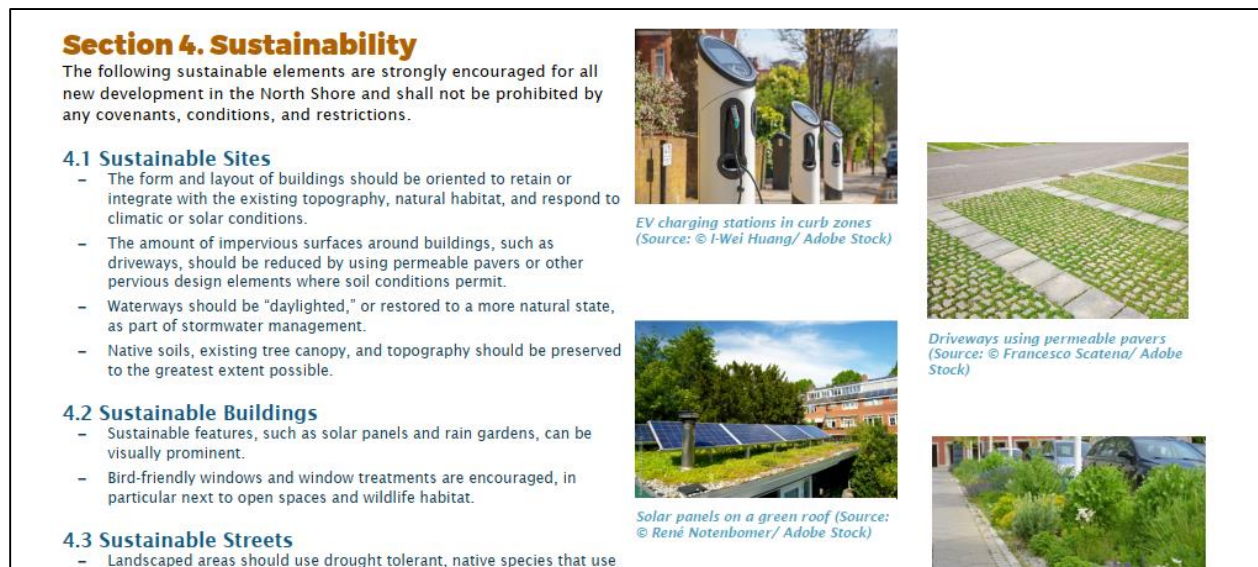 Section 4. Sustainability
The following sustainable elements are strongly encouraged for all
new development in the North Shore and shall not be prohibited by
any covenants, conditions, and restrictions.
4.1 Sustainable Sites
– The form and layout of buildings should be oriented to retain or
integrate with the existing topography, natural habitat, and respond to
climatic or solar conditions.
– The amount of impervious surfaces around buildings, such as
driveways, should be reduced by using permeable pavers or other
pervious design elements where soil conditions permit.
– Waterways should be “daylighted,” or restored to a more natural state,
as part of stormwater management.
– Native soils, existing tree canopy, and topography should be preserved
to the greatest extent possible.
4.2 Sustainable Buildings
– Sustainable features, such as solar panels and rain gardens, can be
visually prominent.
– Bird-friendly windows and window treatments are encouraged, in
particular next to open spaces and wildlife habitat.
4.3 Sustainable Streets
– Landscaped areas should use drought tolerant, native species that use
EV charging stations in curb zones
(Source: © I-Wei Huang/ Adobe Stock)
Solar panels on a green roof (Source:
© René Notenbomer/ Adobe Stock)
Driveways using permeable pavers
(Source: © Francesco Scatena/ Adobe
Stock)